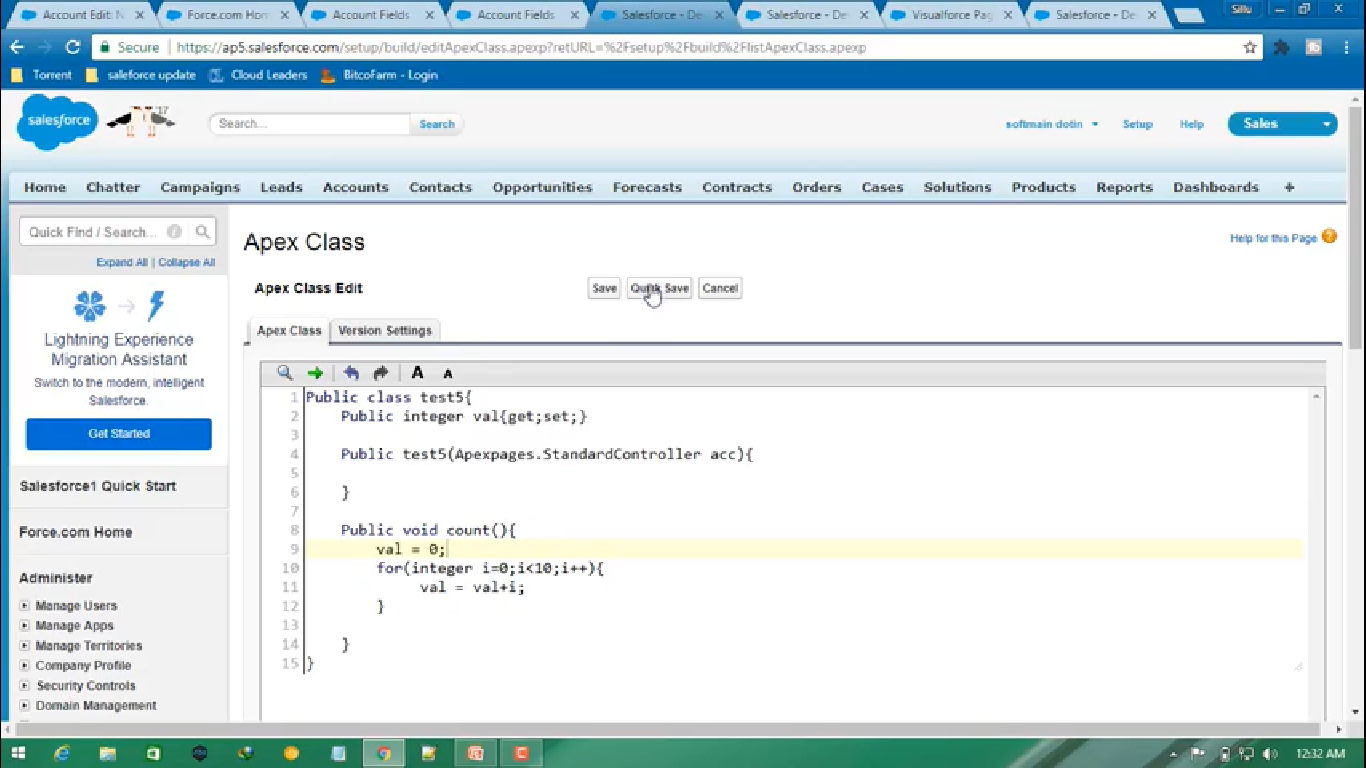 Account Edit: N
Force.com Hom
Account Fields
Account Fields
Salesforce - De
Salesforce - De
Visualforce Pag
Salesforce - De
Sillu
Secure https://ap5.salesforce.com/setup/build/editApexClass.apexp?retURL=%2Fsetup%2Fbuild%2FlistApexClass.apexp
Torrent saleforce update Cloud Leaders BitcoFarm - Login
salesforce '17 Search... Search softmain dotin Setup Help Sales
Home Chatter Campaigns Leads Accounts Contacts Opportunities Forecasts Contracts Orders Cases Solutions Products Reports Dashboards +
Quick Find / Search...
Expand All | Collapse All
Lightning Experience
Migration Assistant
Switch to the modern, intelligent
Salesforce.
Get Started
Salesforce1 Quick Start
Force.com Home
Administer
Manage Users
Manage Apps
Manage Territories
Company Profile
Security Controls
Domain Management
Apex Class
Help for this Page
Apex Class Edit Save Quick Save Cancel
Apex Class Version Settings
A A
1 Public class test5{
2 Public integer val{get;set;}
3
4 Public test5(Apexpages.StandardController acc){
5
6 }
7
8 Public void count(){
9 val = 0;
10 for(integer i=0;i<10;i++){
11 val = val+i;
12 }
13
14 }
15 }
12:32 AM